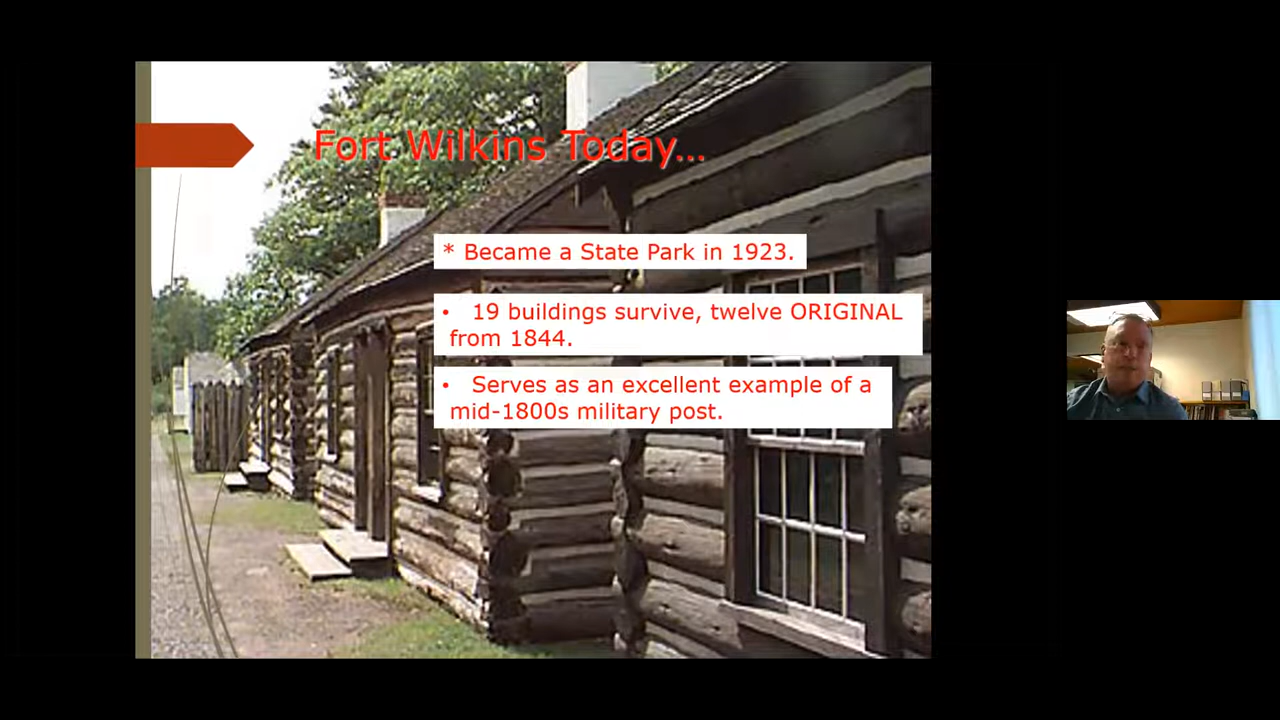 Fort Wilkins Today...
* Became a State Park in 1923.
• 19 buildings survive, twelve ORIGINAL
from 1844.
• Serves as an excellent example of a
mid-1800s military post.